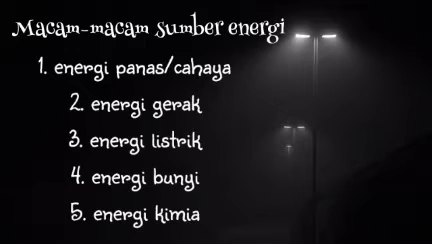 Macam-macam sumber energi
1. energi panas/cahaya
2. energi gerak
3. energi listrik
4. energi bunyi
5. energi kimia